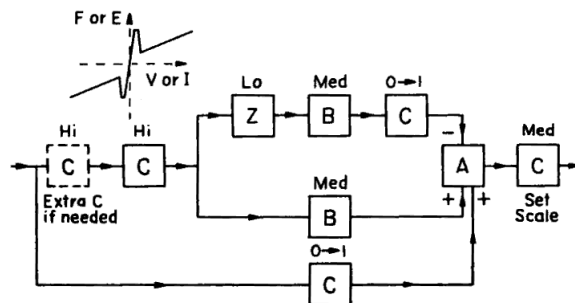 F or E
V or I
Lo
Med
0→1
Z
B
C
−
Hi
Hi
C
C
Extra C
if needed
A
+
+
Med
C
Set
Scale
Med
B
0→1
C